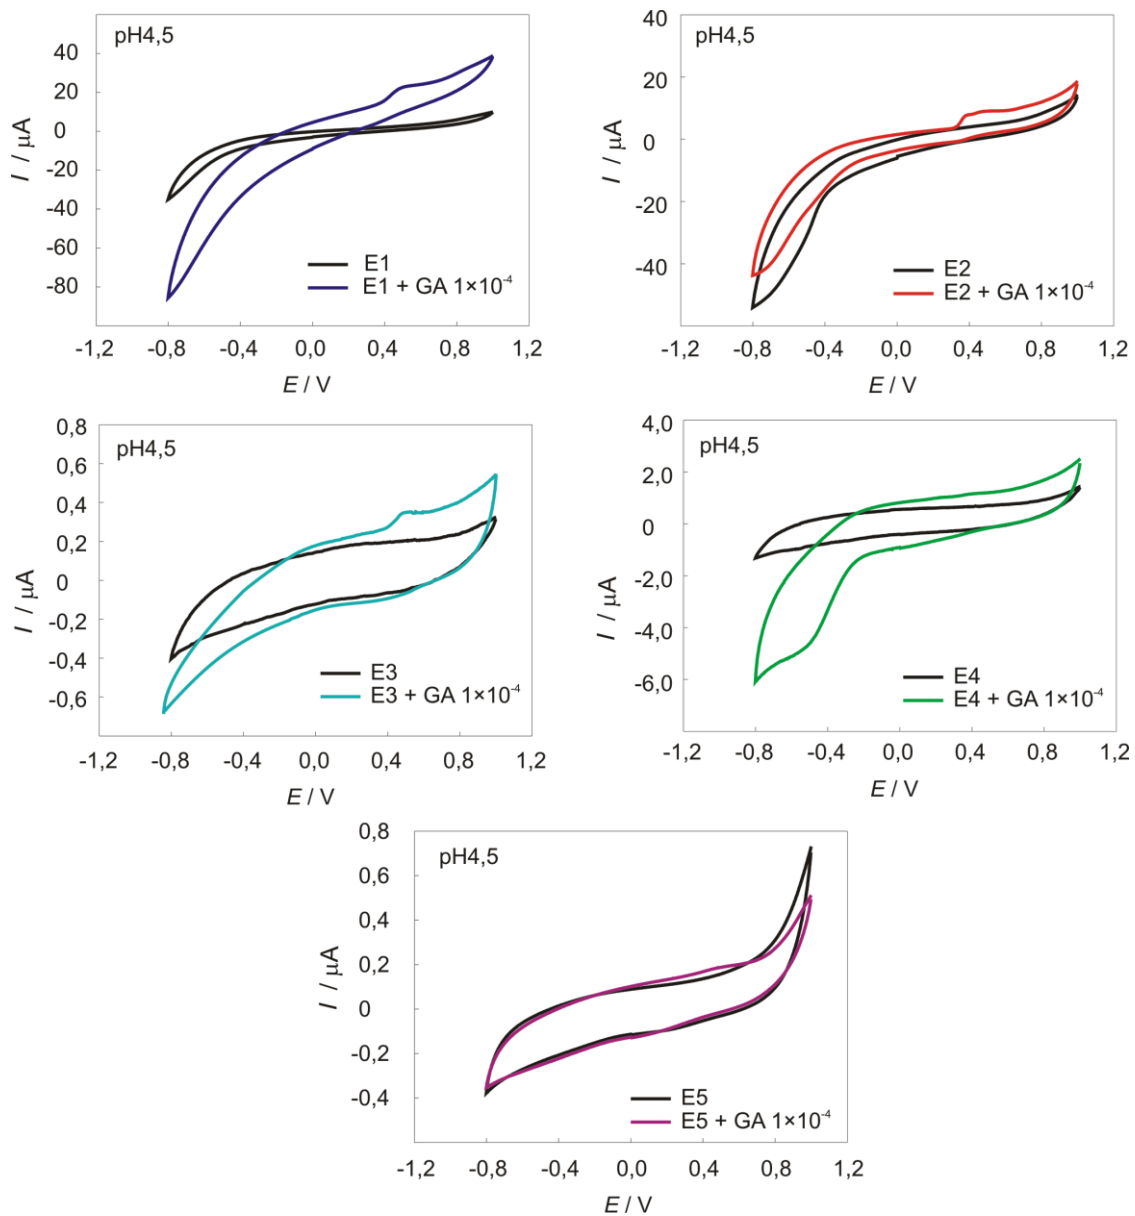 pH4,5
40
20
0
-20
-40
-60
-80
I / μA
E1
E1 + GA 1×10-4
-1,2 -0,8 -0,4 0,0 0,4 0,8 1,2
E / V
pH4,5
40
20
0
-20
-40
I / μA
E2
E2 + GA 1×10-4
-1,2 -0,8 -0,4 0,0 0,4 0,8 1,2
E / V
pH4,5
0,8
0,6
0,4
0,2
0
-0,2
-0,4
-0,6
I / μA
E3
E3 + GA 1×10-4
-1,2 -0,8 -0,4 0,0 0,4 0,8 1,2
E / V
pH4,5
4,0
2,0
0
-2,0
-4,0
-6,0
I / μA
E4
E4 + GA 1×10-4
-1,2 -0,8 -0,4 0,0 0,4 0,8 1,2
E / V
pH4,5
0,8
0,6
0,4
0,2
0
-0,2
-0,4
I / μA
E5
E5 + GA 1×10-4
-1,2 -0,8 -0,4 0,0 0,4 0,8 1,2
E / V